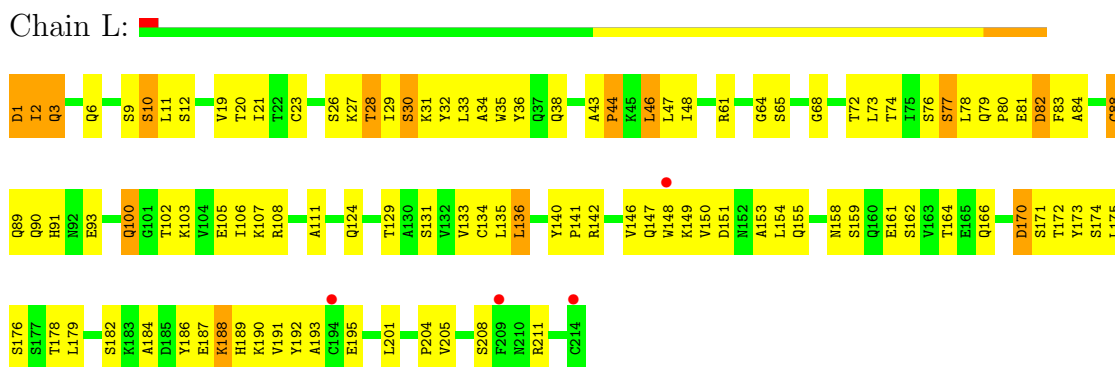 Chain L:
D1 I2 Q3 Q6 S9 S10 L11 S12 V19 T20 I21 T22 C23 S26 K27 T28 I29 S30 K31 Y32 L33 A34 W35 Y36 Q37 Q38 A43 P44 K45 L46 L47 I48 R61 G64 S65 G68 T72 L73 T74 I75 S76 S77 L78 Q79 P80 E81 D82 F83 A84 C88
Q89 Q90 H91 N92 E93 Q100 G101 T102 K103 V104 E105 I106 K107 R108 A111 Q124 T129 A130 S131 V132 V133 C134 L135 L136 Y140 P141 R142 V146 Q147 W148 K149 V150 D151 N152 A153 L154 Q155 N158 S159 Q160 E161 S162 V163 T164 E165 Q166 D170 S171 T172 Y173 S174 L175
S176 S177 T178 L179 S182 K183 A184 D185 Y186 E187 K188 H189 K190 V191 Y192 A193 C194 E195 L201 P204 V205 S208 F209 N210 R211 C214